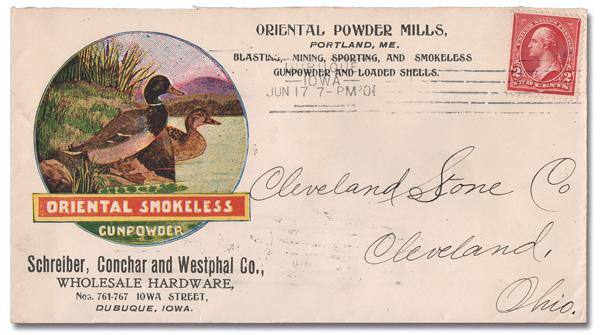 ORIENTAL POWDER MILLS,
PORTLAND, ME.
BLASTING, MINING, SPORTING, AND SMOKELESS
GUNPOWDER AND LOADED SHELLS.
DUBUQUE
IOWA
JUN 17 7-PM '01
2 2
CENTS
ORIENTAL SMOKELESS
GUNPOWDER
Schreiber, Conchar and Westphal Co.,
WHOLESALE HARDWARE,
Nos. 761-767 IOWA STREET,
DUBUQUE, IOWA.
Cleveland Stone Co
Cleveland,
Ohio.